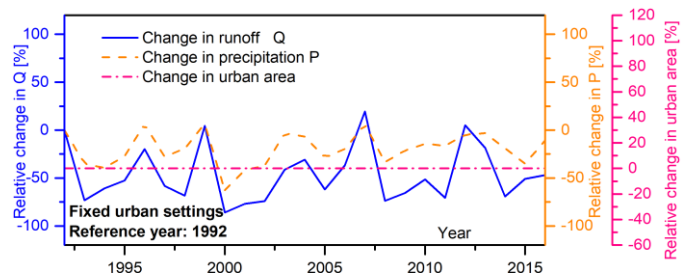 Relative change in Q [%]
100
50
0
-50
-100
Change in runoff Q
Change in precipitation P
Change in urban area
Fixed urban settings
Reference year: 1992
Year
1995
2000
2005
2010
2015
100
50
0
-50
-100
Relative change in P [%]
120
100
80
60
40
20
0
-20
-40
-60
Relative change in urban area [%]